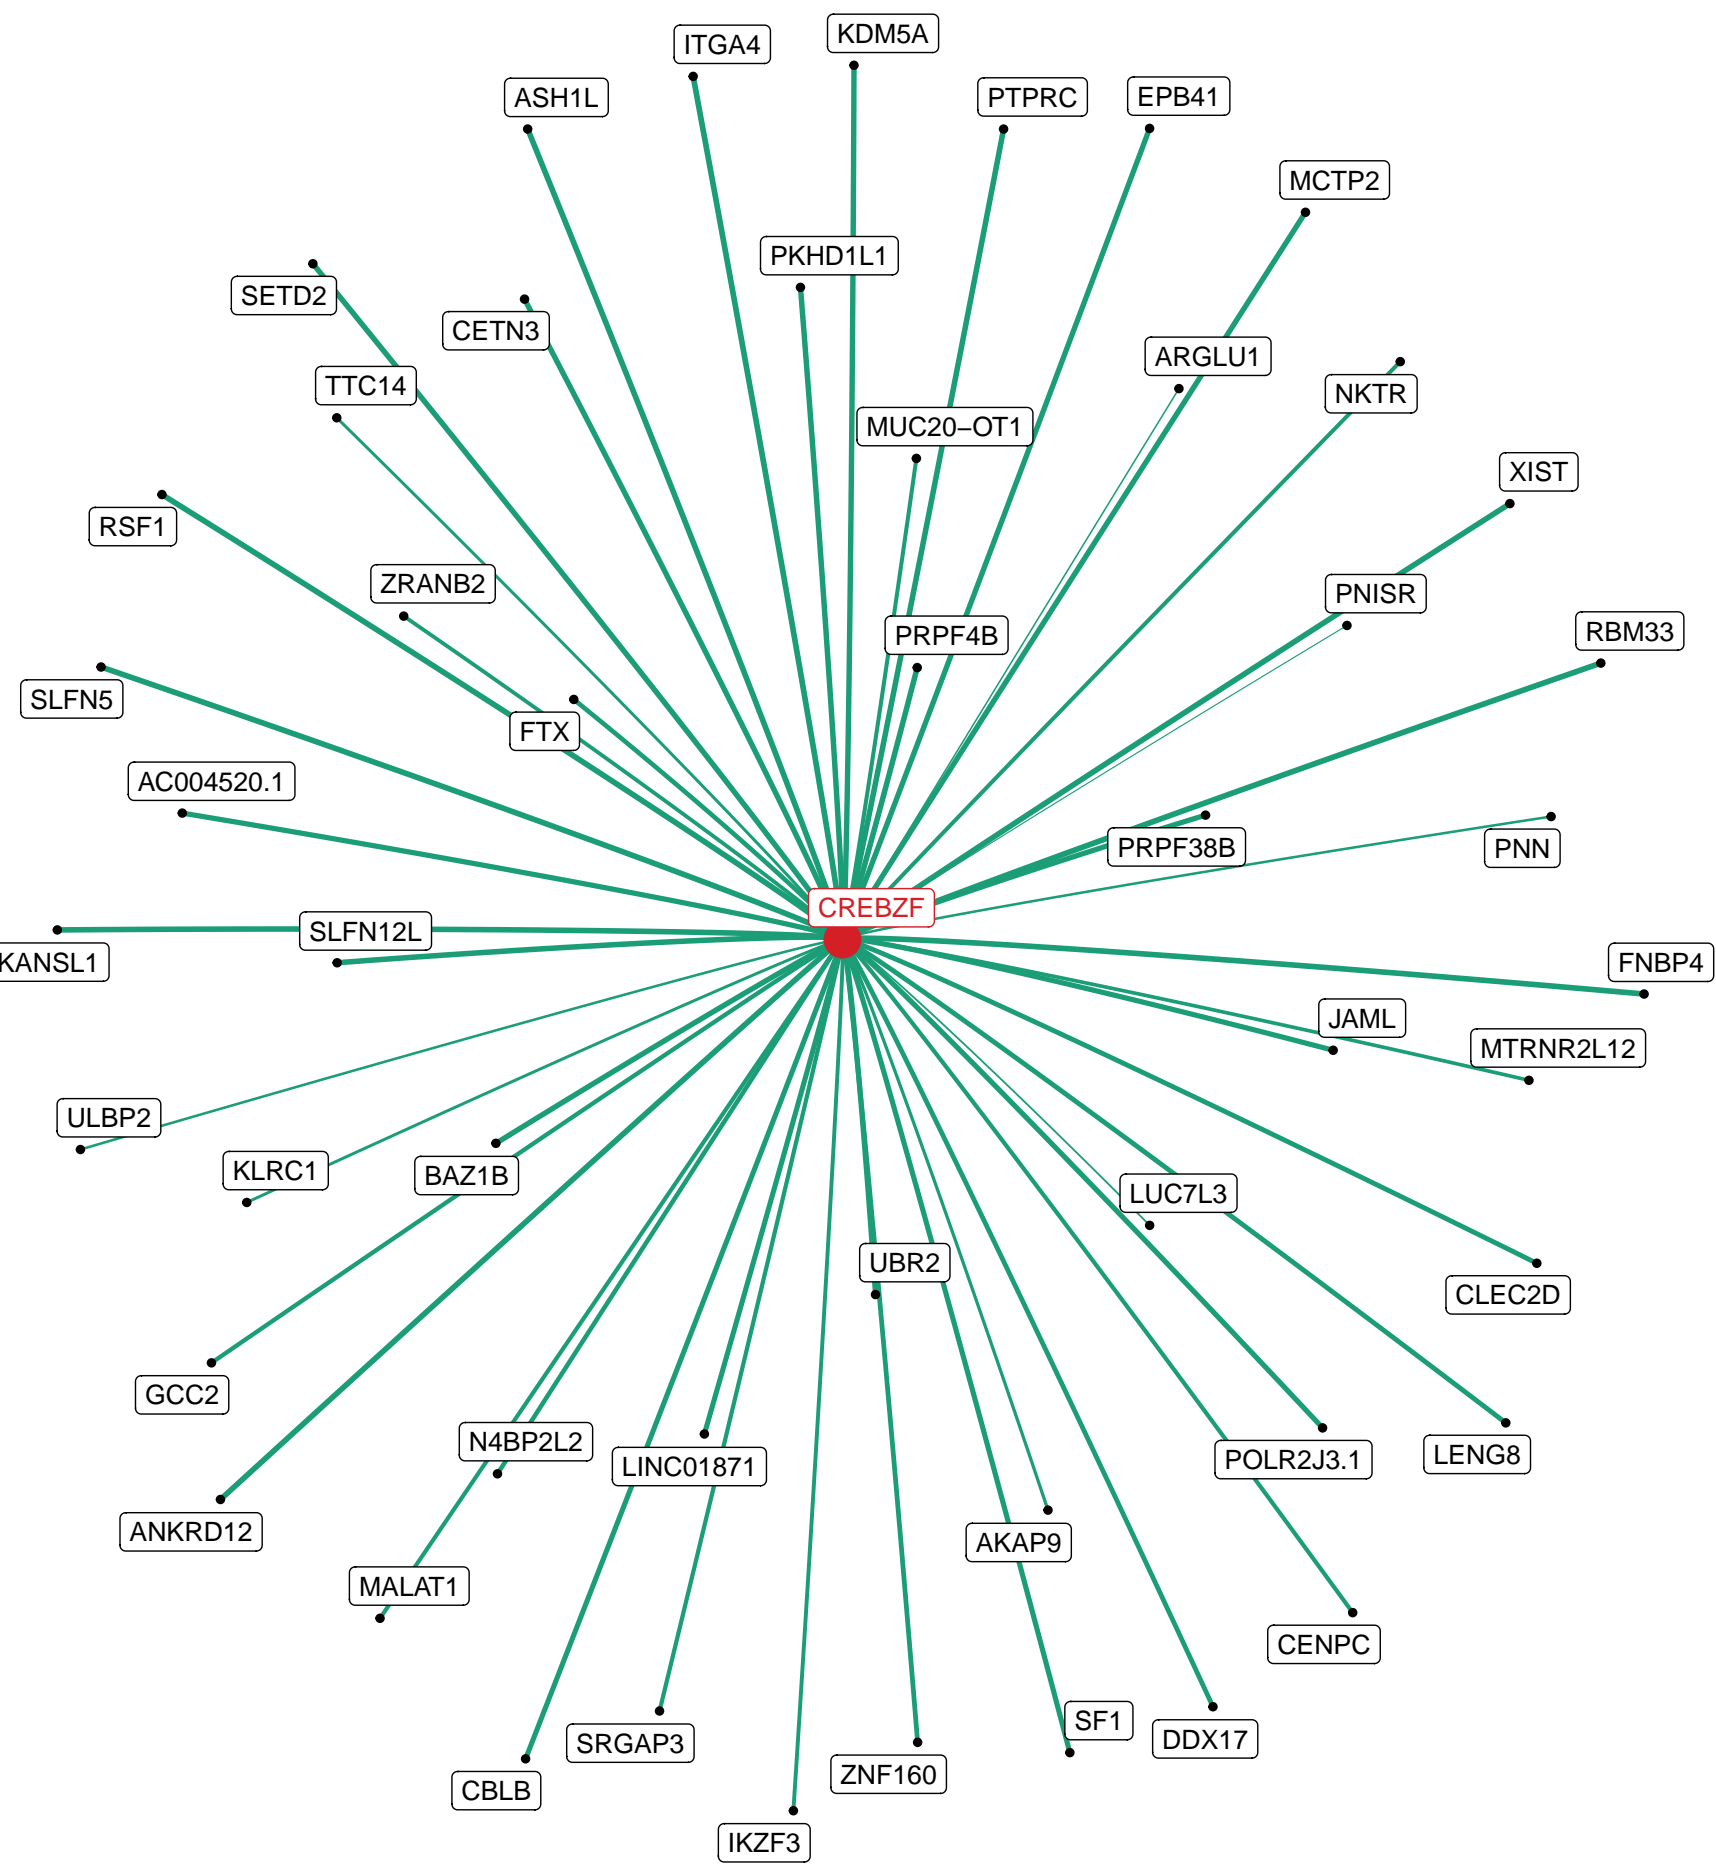 KDM5A
ITGA4
ASH1L
PTPRC
EPB41
MCTP2
PKHD1L1
SETD2
CETN3
ARGLU1
TTC14
NKTR
MUC20−OT1
XIST
RSF1
ZRANB2
PNISR
PRPF4B
RBM33
SLFN5
FTX
AC004520.1
PRPF38B
PNN
CREBZF
SLFN12L
KANSL1
FNBP4
JAML
MTRNR2L12
ULBP2
KLRC1
BAZ1B
LUC7L3
UBR2
CLEC2D
GCC2
N4BP2L2
LINC01871
POLR2J3.1
LENG8
ANKRD12
AKAP9
MALAT1
CENPC
SF1
SRGAP3
DDX17
ZNF160
CBLB
IKZF3